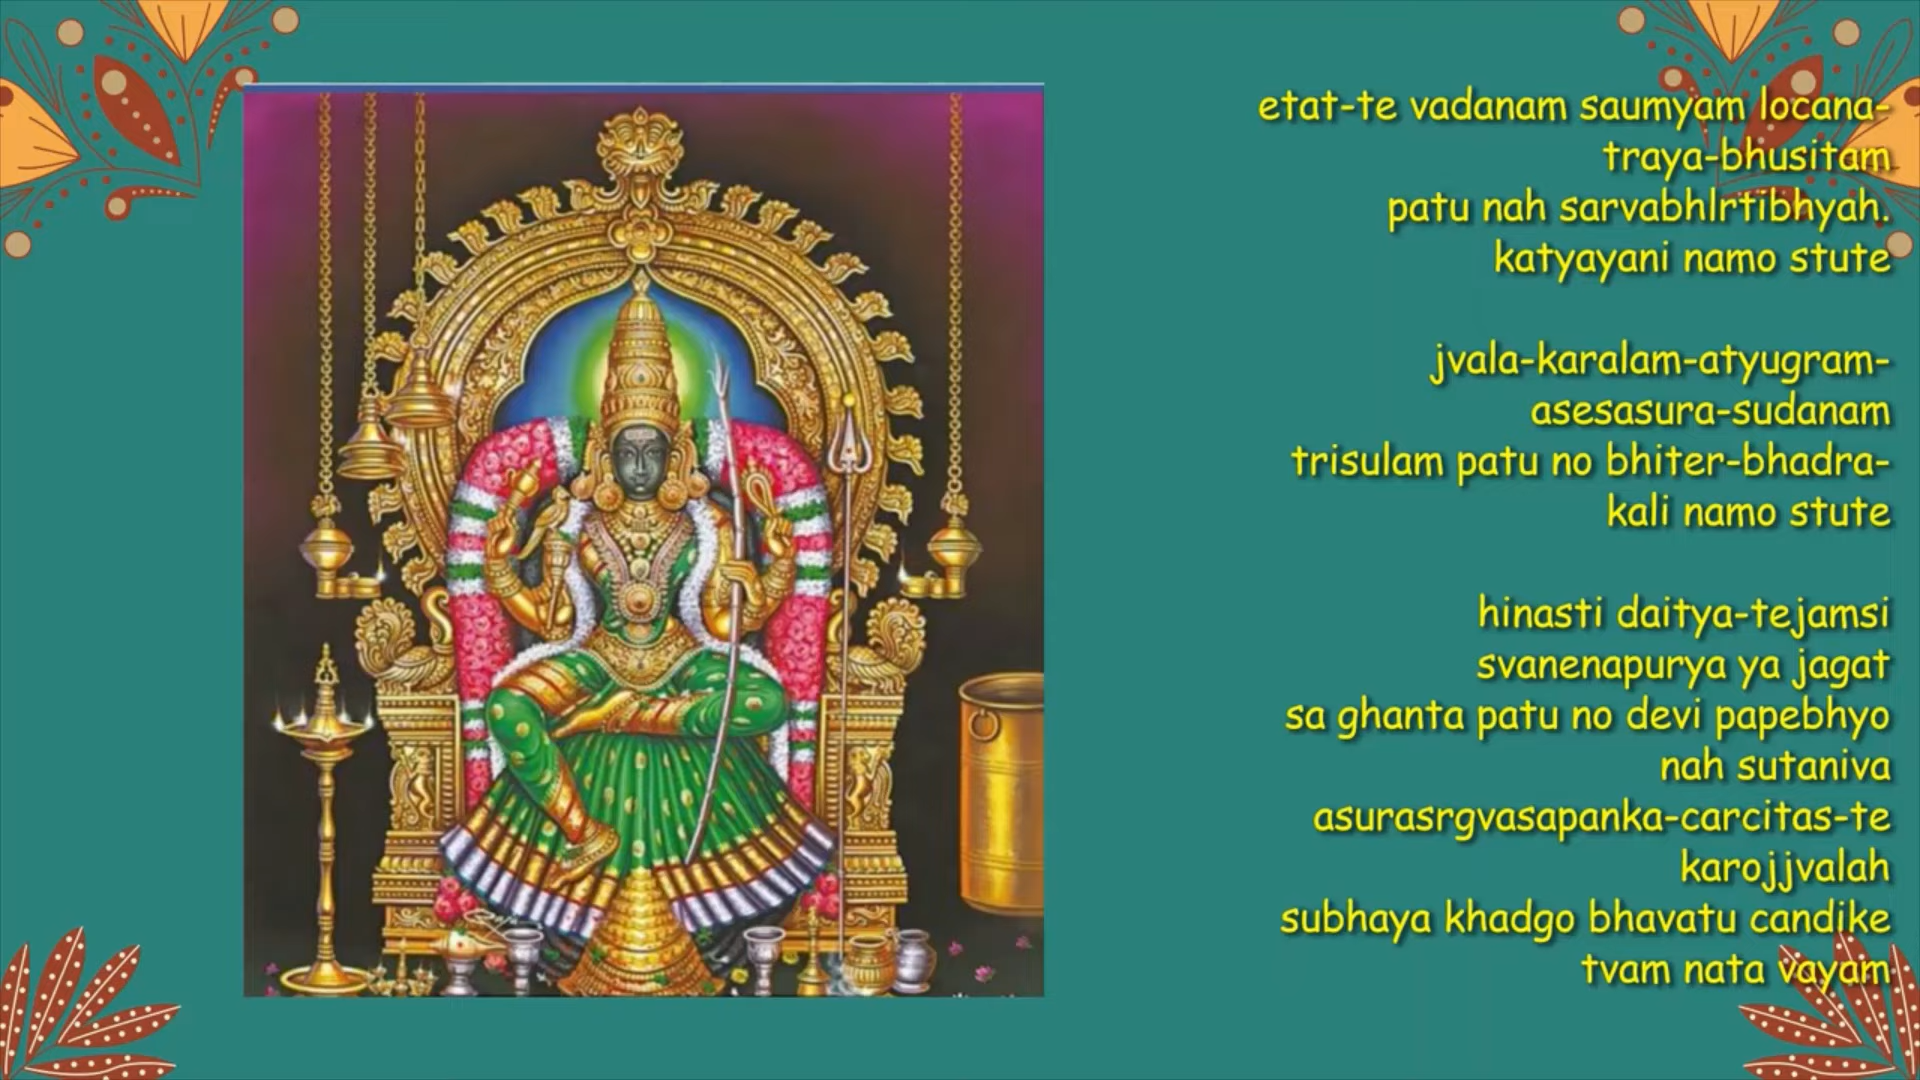 etat-te vadanam saumyam locana-
traya-bhusitam
patu nah sarvabhIrtibhyah.
katyayani namo stute
jvala-karalam-atyugram-
asesasura-sudanam
trisulam patu no bhiter-bhadra-
kali namo stute
hinasti daitya-tejamsi
svanenapurya ya jagat
sa ghanta patu no devi papebhyo
nah sutaniva
asurasrgvasapanka-carcitas-te
karojjvalah
subhaya khadgo bhavatu candike
tvam nata vayam